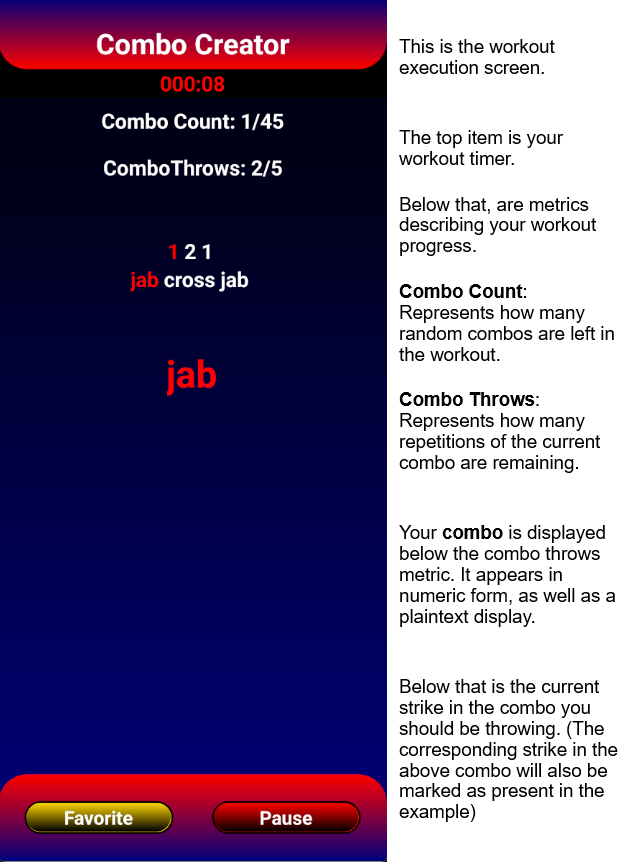 Combo Creator
000:08
Combo Count: 1/45
ComboThrows: 2/5
1 2 1
jab cross jab
jab
Favorite
Pause
This is the workout
execution screen.
The top item is your
workout timer.
Below that, are metrics
describing your workout
progress.
Combo Count:
Represents how many
random combos are left in
the workout.
Combo Throws:
Represents how many
repetitions of the current
combo are remaining.
Your combo is displayed
below the combo throws
metric. It appears in
numeric form, as well as a
plaintext display.
Below that is the current
strike in the combo you
should be throwing. (The
corresponding strike in the
above combo will also be
marked as present in the
example)